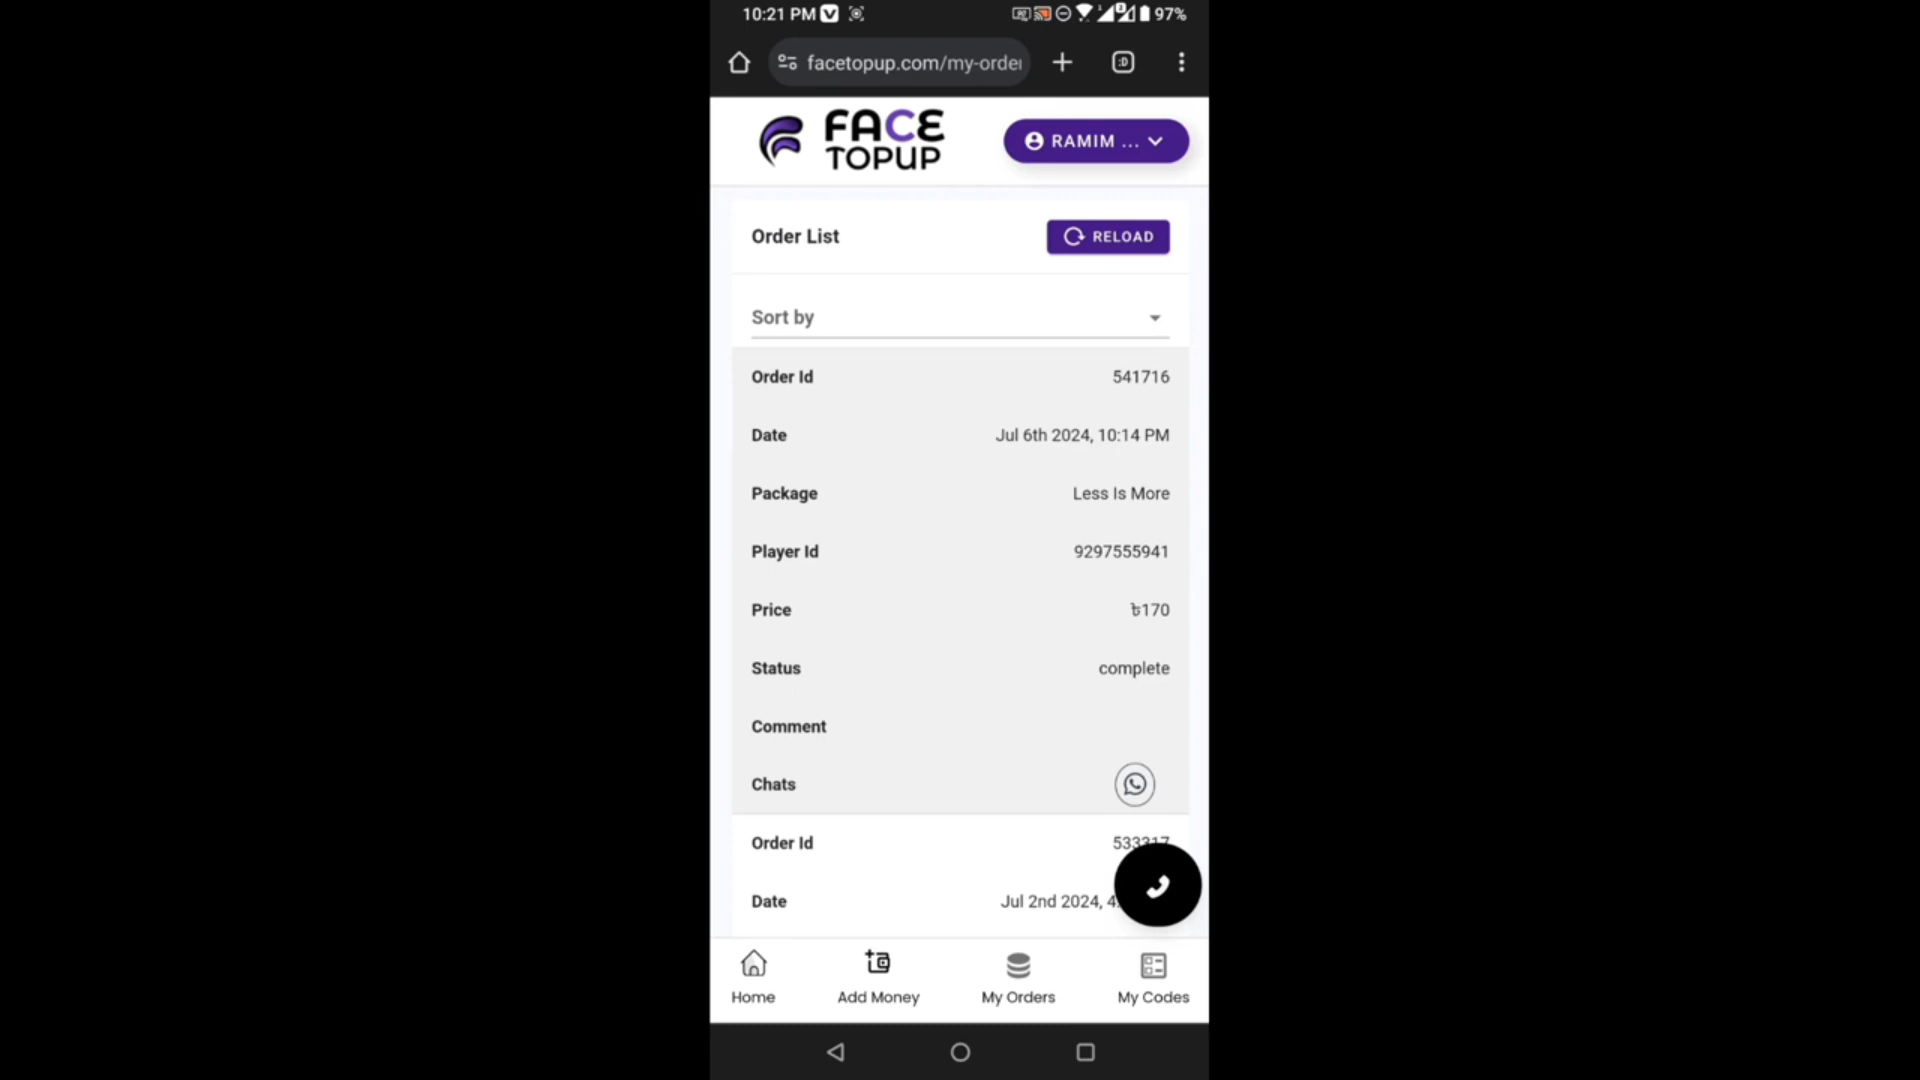 10:21 PM
97%
facetopup.com/my-order
FACE
TOPUP
RAMIM ...
Order List
RELOAD
Sort by
Order Id 541716
Date Jul 6th 2024, 10:14 PM
Package Less Is More
Player Id 9297555941
Price ৳170
Status complete
Comment
Chats
Order Id 533317
Date Jul 2nd 2024, 4
Home Add Money My Orders My Codes